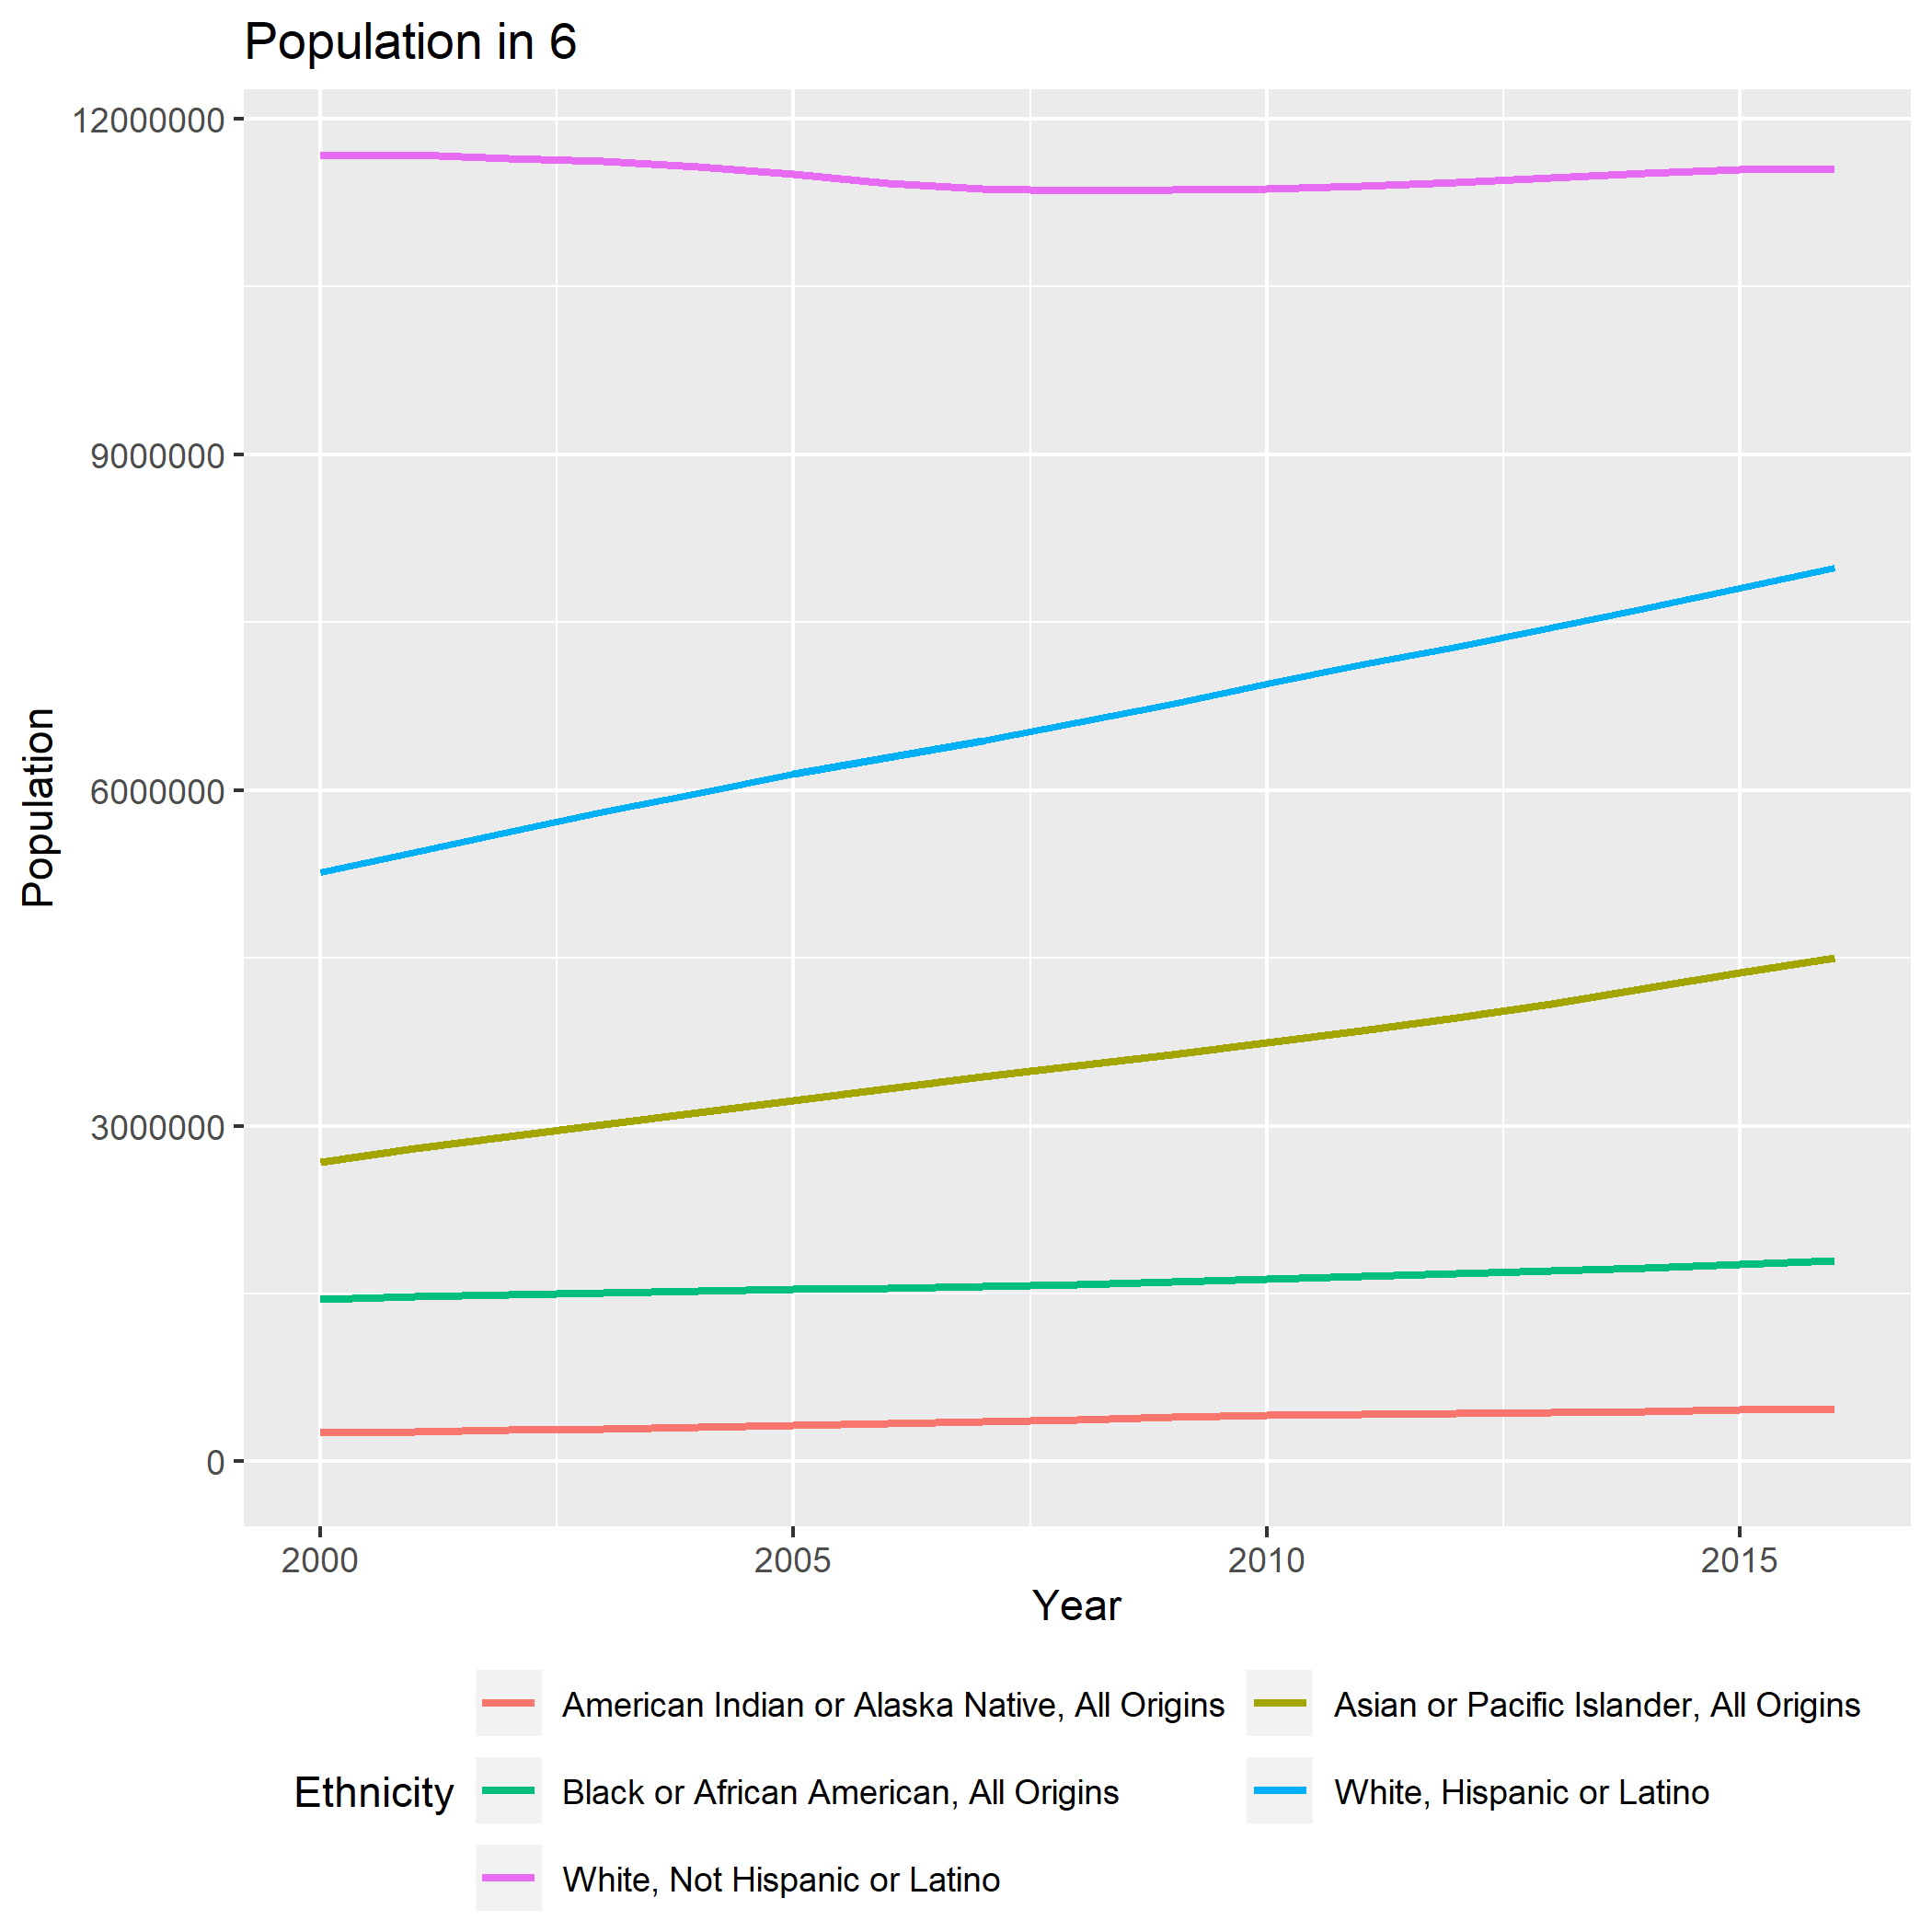 Population in 6
12000000
9000000
6000000
3000000
0
Population
2000 2005 2010 2015
Year
Ethnicity
American Indian or Alaska Native, All Origins
Asian or Pacific Islander, All Origins
Black or African American, All Origins
White, Hispanic or Latino
White, Not Hispanic or Latino